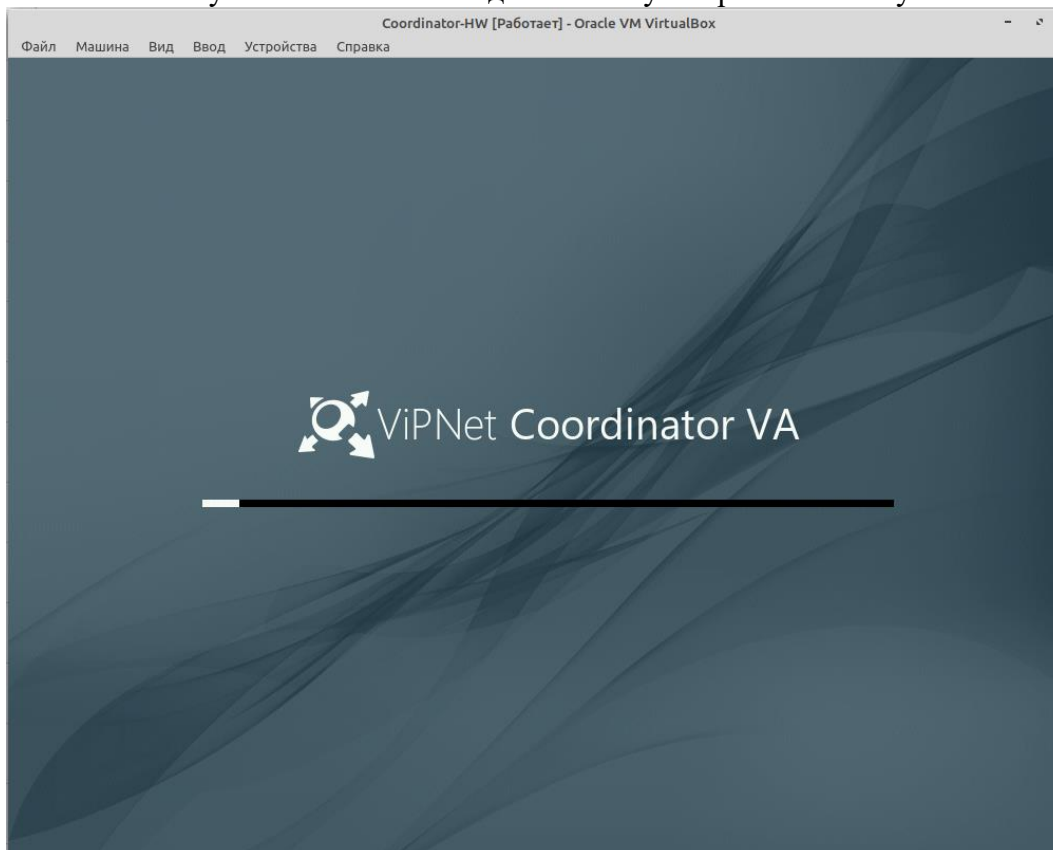 Coordinator-HW [Работает] - Oracle VM VirtualBox
Файл Машина Вид Ввод Устройства Справка
ViPNet Coordinator VA